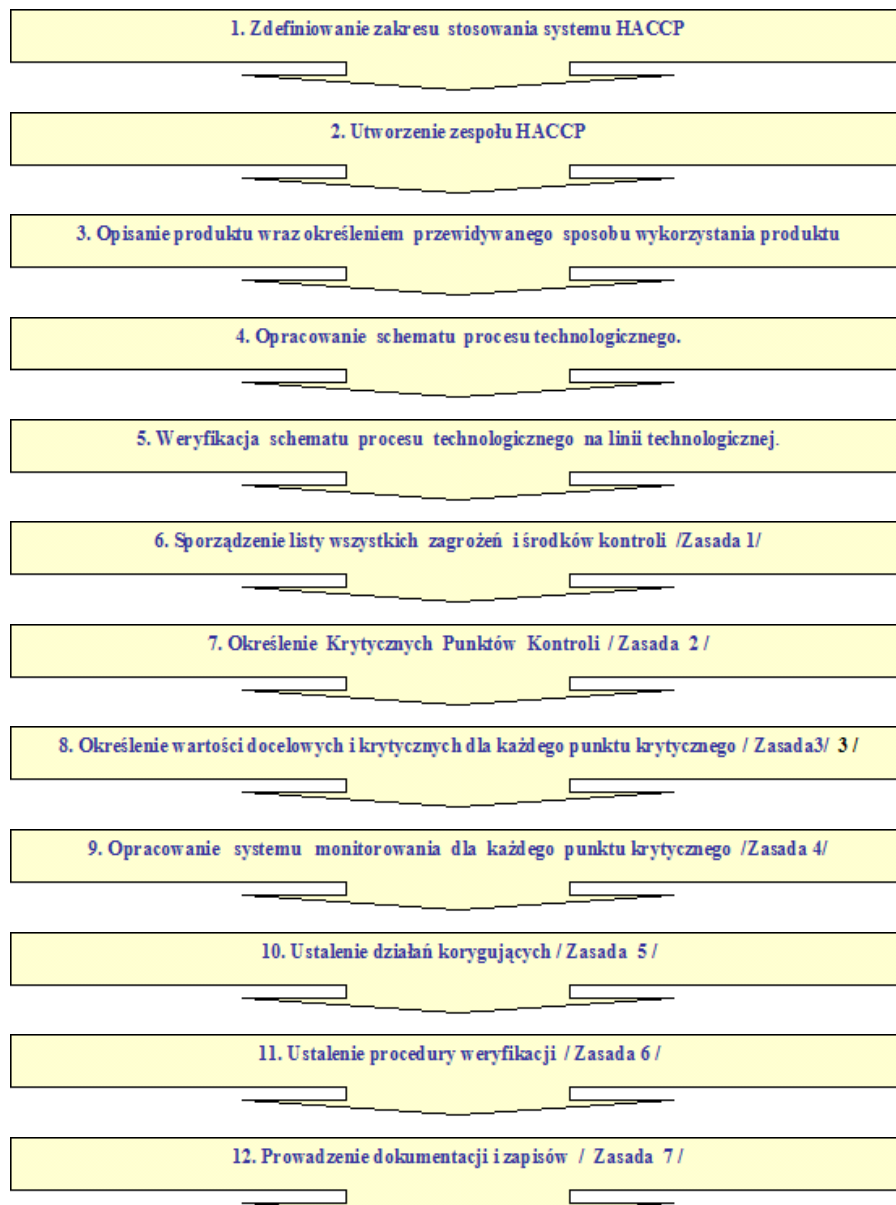 1. Zdefiniowanie zakresu stosowania systemu HACCP
2. Utworzenie zespołu HACCP
3. Opisanie produktu wraz określeniem przewidywanego sposobu wykorzystania produktu
4. Opracowanie schematu procesu technologicznego.
5. Weryfikacja schematu procesu technologicznego na linii technologicznej.
6. Sporządzenie listy wszystkich zagrożeń i środków kontroli /Zasada 1/
7. Określenie Krytycznych Punktów Kontroli / Zasada 2 /
8. Określenie wartości docelowych i krytycznych dla każdego punktu krytycznego / Zasada3/ 3 /
9. Opracowanie systemu monitorowania dla każdego punktu krytycznego /Zasada 4/
10. Ustalenie działań korygujących / Zasada 5 /
11. Ustalenie procedury weryfikacji / Zasada 6 /
12. Prowadzenie dokumentacji i zapisów / Zasada 7 /